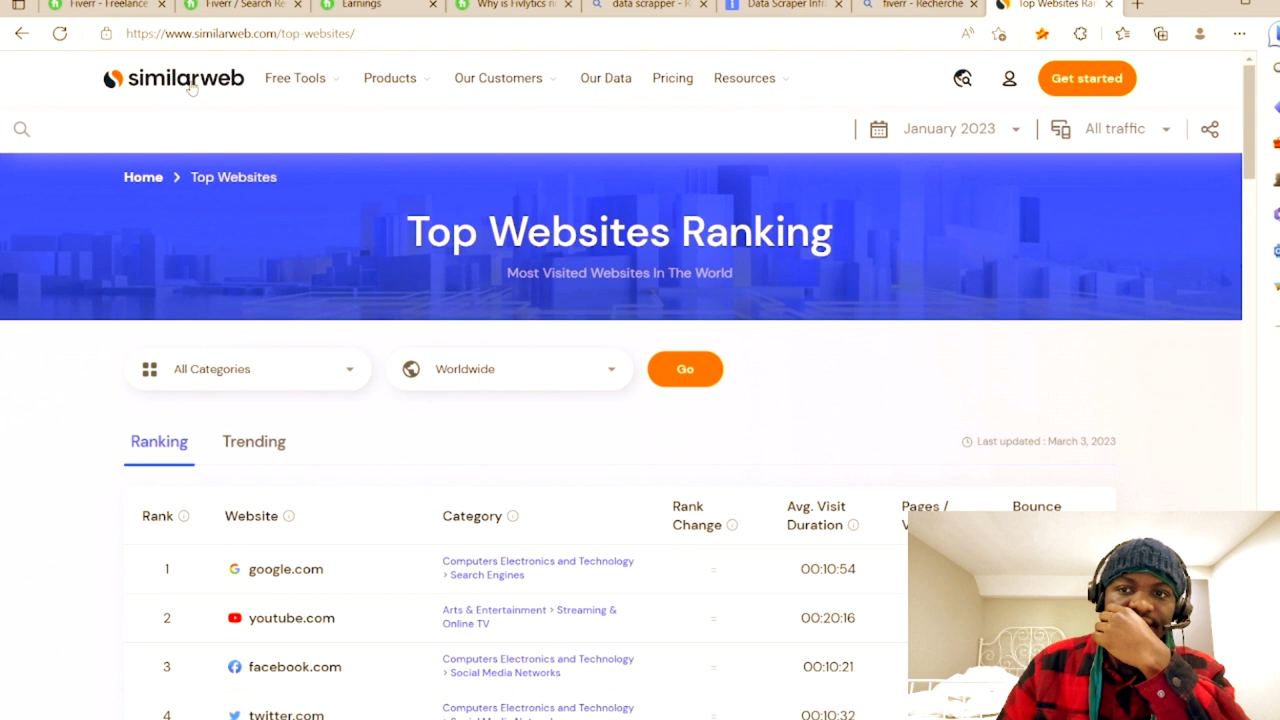 Fiverr - Freelance
Fiverr / Search Re
Earnings
Why is Fivlytics n
data scrapper - R
Data Scraper
fiverr - Recherche
Top Websites Ran
https://www.similarweb.com/top-websites/
similarweb
Free Tools
Products
Our Customers
Our Data
Pricing
Resources
Get started
January 2023
All traffic
Home > Top Websites
Top Websites Ranking
Most Visited Websites In The World
All Categories
Worldwide
Go
Ranking
Trending
Last updated : March 3, 2023
Rank
Website
Category
Rank
Change
Avg. Visit
Duration
Pages /
Bounce
1
google.com
Computers Electronics and Technology
> Search Engines
=
00:10:54
2
youtube.com
Arts & Entertainment > Streaming &
Online TV
=
00:20:16
3
facebook.com
Computers Electronics and Technology
> Social Media Networks
=
00:10:21
4
twitter.com
Computers Electronics and Technology
00:10:32